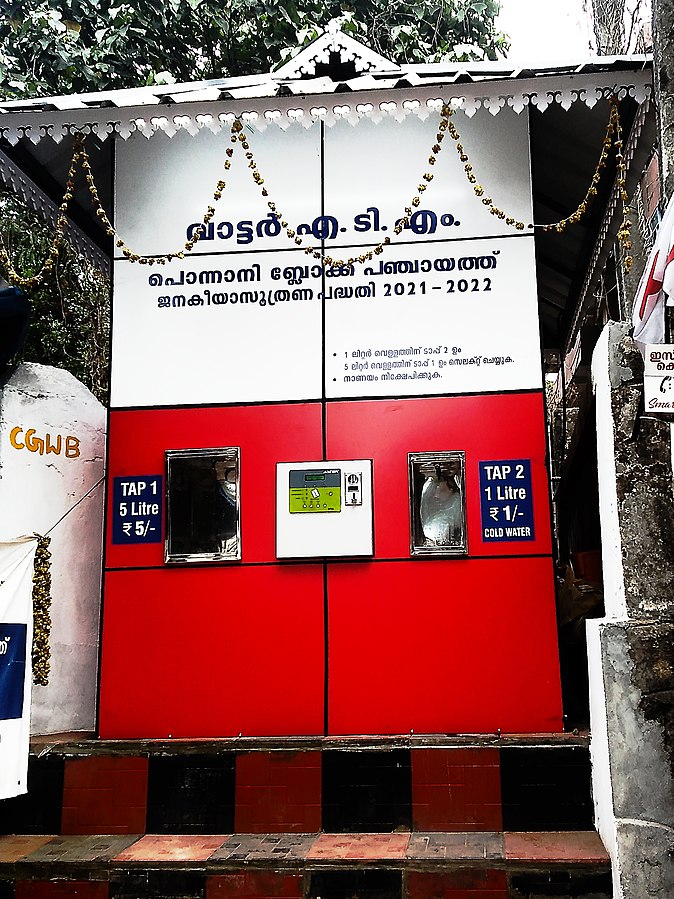 വാട്ടർ എ. ടി. എം.
പൊന്നാനി ബ്ലോക്ക് പഞ്ചായത്ത്
ജനകീയാസൂത്രണ പദ്ധതി 2021-2022
• 1 ലിറ്റർ വെള്ളത്തിന് ടാപ്പ് 2 ഉം
5 ലിറ്റർ വെള്ളത്തിന് ടാപ്പ് 1 ഉം സെലക്റ്റ് ചെയ്യുക.
• നാണയം നിക്ഷേപിക്കുക.
CGWB
TAP 1
5 Litre
₹ 5/-
TAP 2
1 Litre
₹ 1/-
COLD WATER